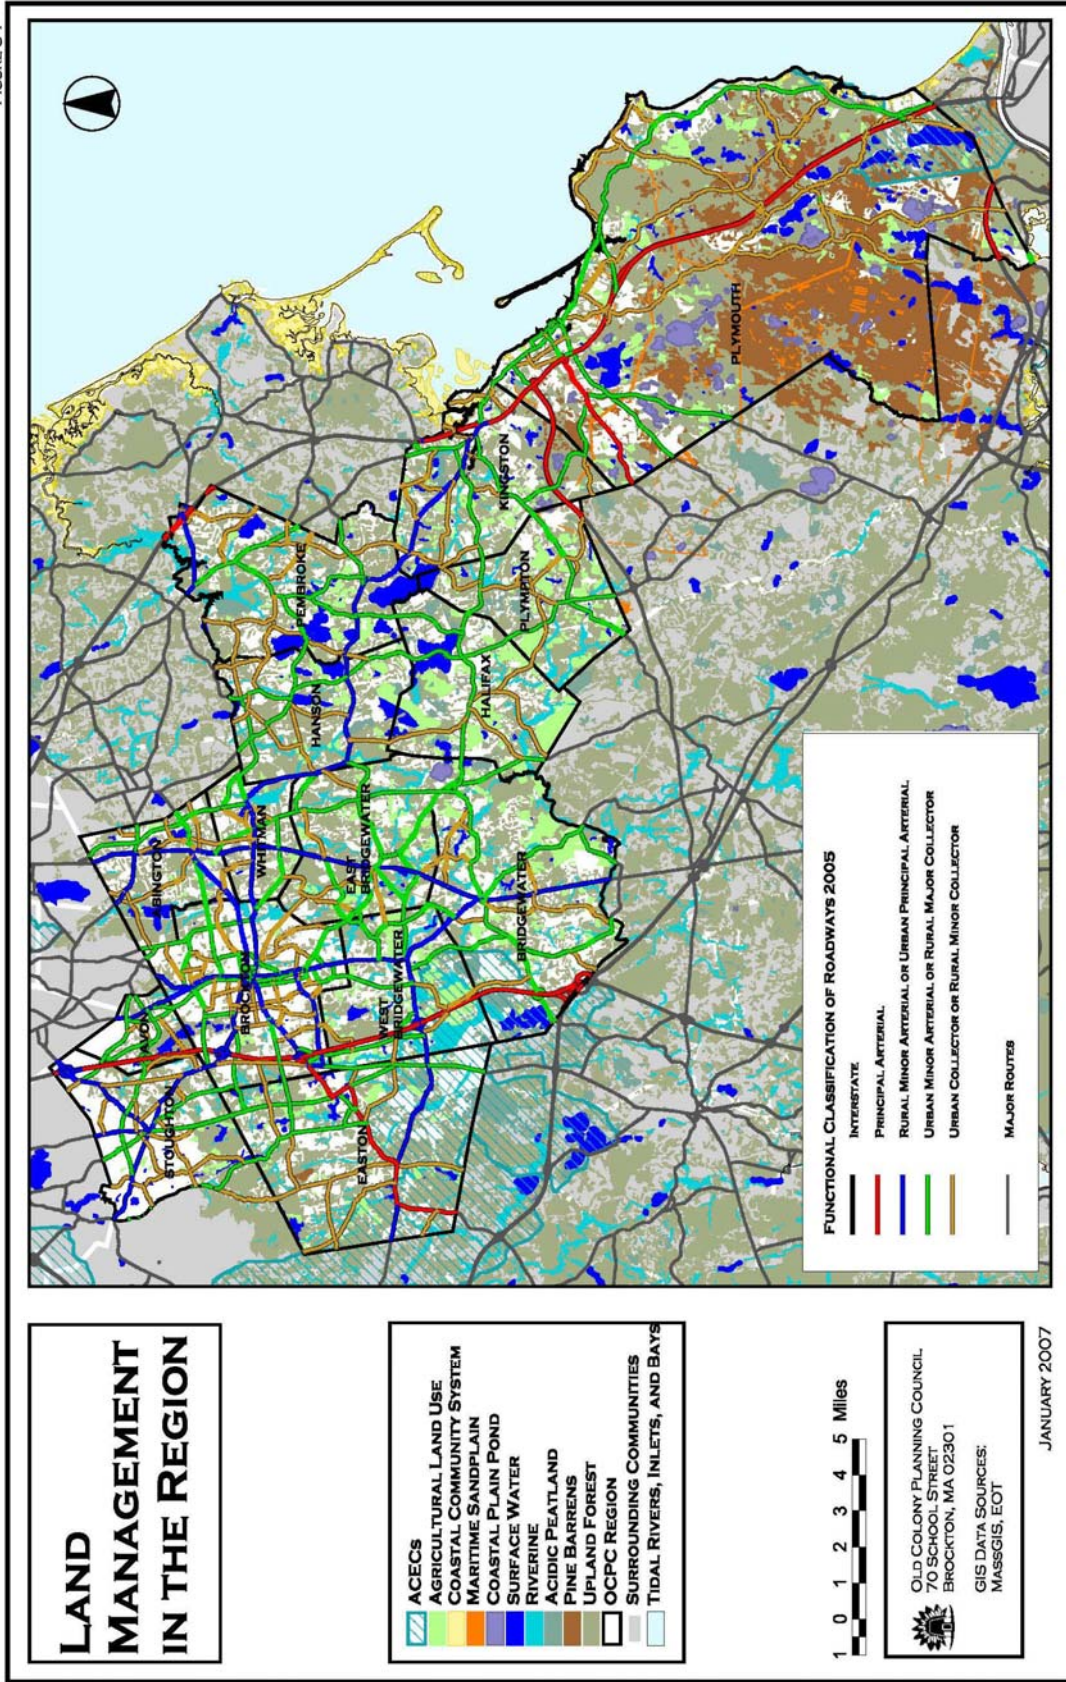 LAND
MANAGEMENT
IN THE REGION
ACECs
AGRICULTURAL LAND USE
COASTAL COMMUNITY SYSTEM
MARITIME SANDPLAIN
COASTAL PLAIN POND
SURFACE WATER
RIVERINE
ACIDIC PEATLAND
PINE BARRENS
UPLAND FOREST
OCPC REGION
SURROUNDING COMMUNITIES
TIDAL RIVERS, INLETS, AND BAYS
1 0 1 2 3 4 5 Miles
OLD COLONY PLANNING COUNCIL
70 SCHOOL STREET
BROCKTON, MA 02301
GIS DATA SOURCES:
MASSGIS, EOT
JANUARY 2007
STOUGHTON
AVON
ABINGTON
BROCKTON
WHITMAN
EASTON
WEST
BRIDGEWATER
EAST
BRIDGEWATER
BRIDGEWATER
HANSON
PEMBROKE
HALIFAX
PLYMPTON
KINGSTON
PLYMOUTH
FUNCTIONAL CLASSIFICATION OF ROADWAYS 2005
INTERSTATE
PRINCIPAL ARTERIAL
RURAL MINOR ARTERIAL OR URBAN PRINCIPAL ARTERIAL
URBAN MINOR ARTERIAL OR RURAL MAJOR COLLECTOR
URBAN COLLECTOR OR RURAL MINOR COLLECTOR
MAJOR ROUTES